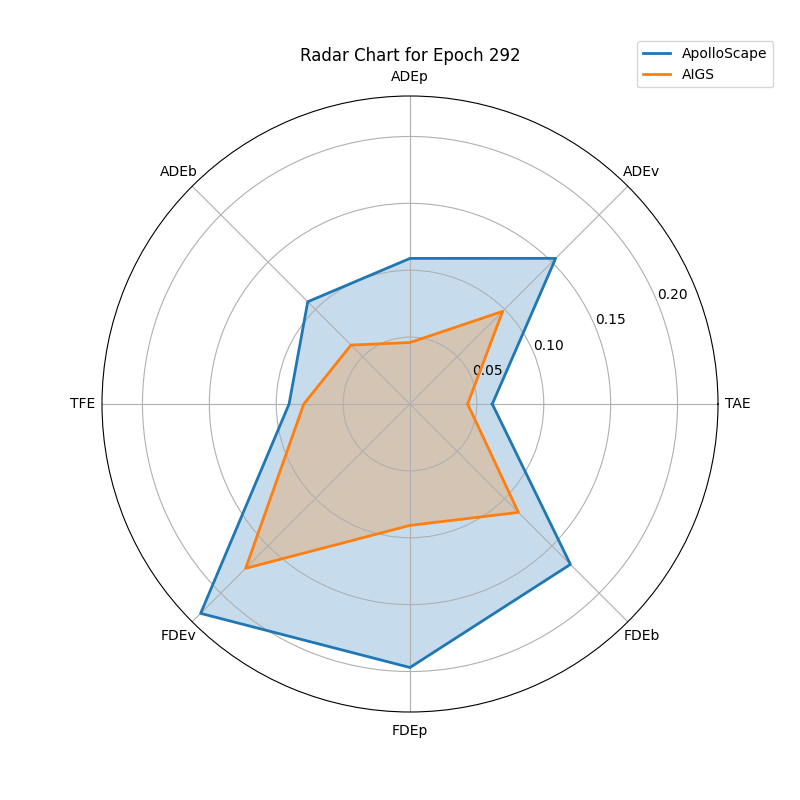 Radar Chart for Epoch 292
ApolloScape
AIGS
ADEp
ADEb
ADEv
0.20
0.15
0.10
0.05
TFE
TAE
FDEv
FDEb
FDEp